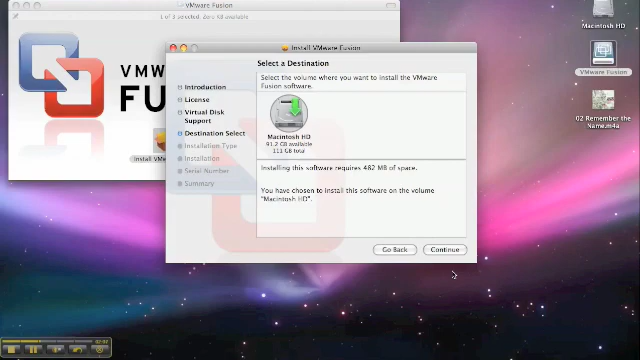 VMware Fusion
1 of 3 selected, Zero KB available
VMWARE
FU
Install VM
Install VMware Fusion
Select a Destination
Introduction
License
Virtual Disk
Support
Destination Select
Installation Type
Installation
Serial Number
Summary
Select the volume where you want to install the VMware
Fusion software.
Macintosh HD
91.2 GB available
111 GB total
Installing this software requires 482 MB of space.
You have chosen to install this software on the volume
"Macintosh HD".
Go Back
Continue
Macintosh HD
VMware Fusion
02 Remember the
Name.m4a